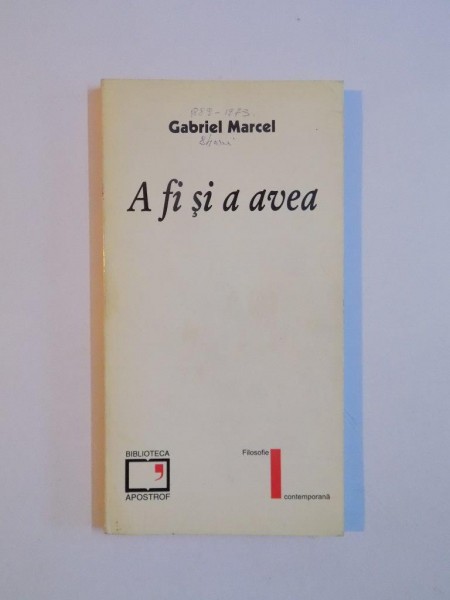 Gabriel Marcel
A fi și a avea
BIBLIOTECA
APOSTROF
Filosofie
contemporană